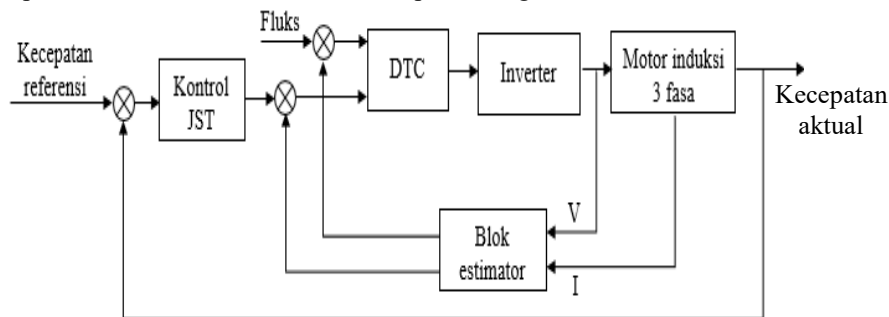 Fluks
Kecepatan
referensi
Kontrol
JST
DTC
Inverter
Motor induksi
3 fasa
Kecepatan
aktual
V
Blok
estimator
I